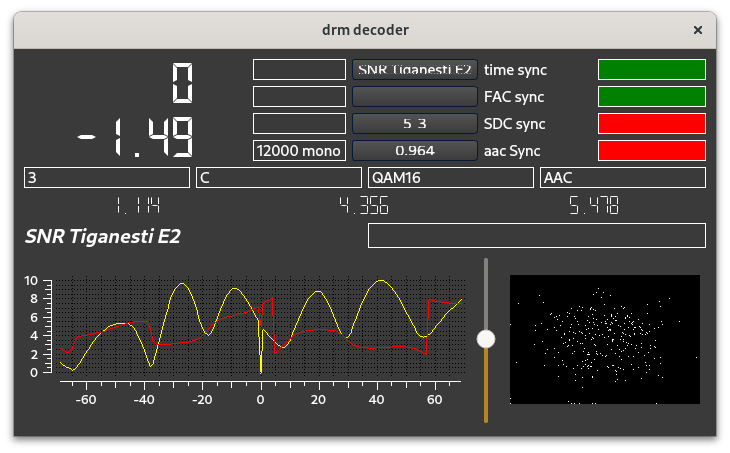 drm decoder ×
0 SNR Tiganesti E2 time sync
FAC sync
-1.49 5 3 SDC sync
12000 mono 0.964 aac Sync
3 C QAM16 AAC
1.114 4.356 5.478
SNR Tiganesti E2
10
8
6
4
2
0
-60 -40 -20 0 20 40 60